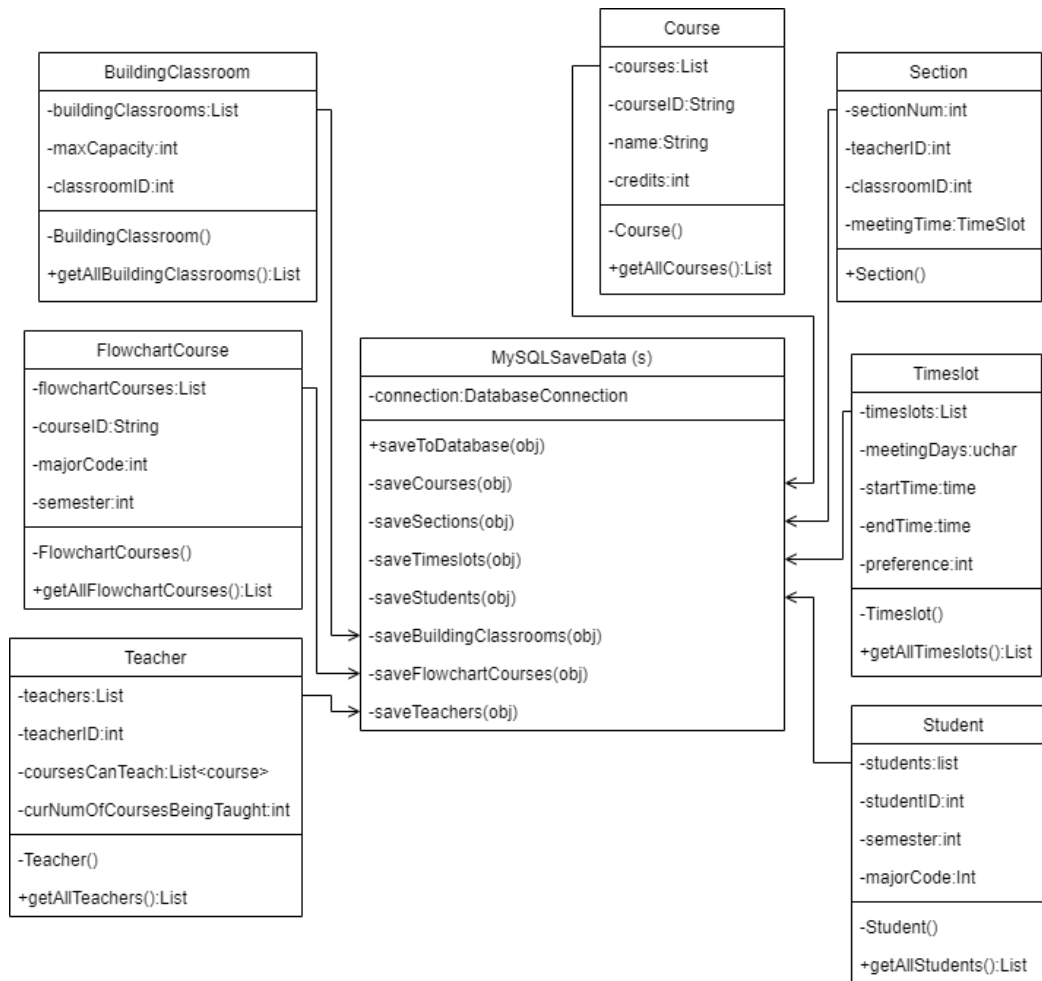 BuildingClassroom
-buildingClassrooms:List
-maxCapacity:int
-classroomID:int
-BuildingClassroom()
+getAllBuildingClassrooms():List
Course
-courses:List
-courseID:String
-name:String
-credits:int
-Course()
+getAllCourses():List
Section
-sectionNum:int
-teacherID:int
-classroomID:int
-meetingTime:TimeSlot
+Section()
FlowchartCourse
-flowchartCourses:List
-courseID:String
-majorCode:int
-semester:int
-FlowchartCourses()
+getAllFlowchartCourses():List
MySQLSaveData (s)
-connection:DatabaseConnection
+saveToDatabase(obj)
-saveCourses(obj)
-saveSections(obj)
-saveTimeslots(obj)
-saveStudents(obj)
-saveBuildingClassrooms(obj)
-saveFlowchartCourses(obj)
-saveTeachers(obj)
Timeslot
-timeslots:List
-meetingDays:uchar
-startTime:time
-endTime:time
-preference:int
-Timeslot()
+getAllTimeslots():List
Teacher
-teachers:List
-teacherID:int
-coursesCanTeach:List<course>
-curNumOfCoursesBeingTaught:int
-Teacher()
+getAllTeachers():List
Student
-students:list
-studentID:int
-semester:int
-majorCode:Int
-Student()
+getAllStudents():List